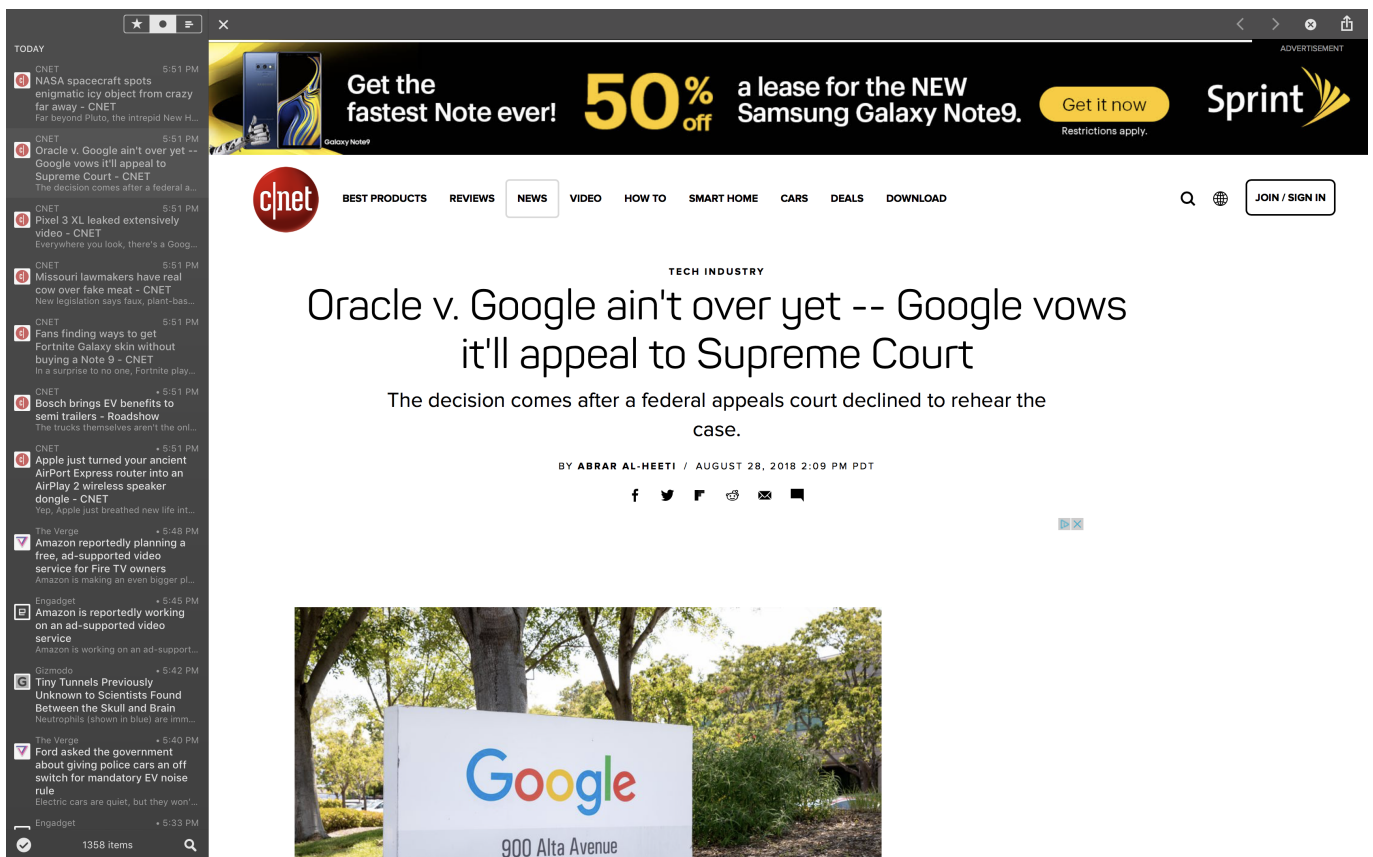 TODAY
CNET 5:51 PM
NASA spacecraft spots
enigmatic icy object from crazy
far away - CNET
Far beyond Pluto, the intrepid New H...
CNET 5:51 PM
Oracle v. Google ain't over yet --
Google vows it'll appeal to
Supreme Court - CNET
The decision comes after a federal a...
CNET 5:51 PM
Pixel 3 XL leaked extensively
video - CNET
Everywhere you look, there's a Goog...
CNET 5:51 PM
Missouri lawmakers have real
cow over fake meat - CNET
New legislation says faux, plant-bas...
CNET 5:51 PM
Fans finding ways to get
Fortnite Galaxy skin without
buying a Note 9 - CNET
In a surprise to no one, Fortnite play...
CNET • 5:51 PM
Bosch brings EV benefits to
semi trailers - Roadshow
The trucks themselves aren't the onl...
CNET • 5:51 PM
Apple just turned your ancient
AirPort Express router into an
AirPlay 2 wireless speaker
dongle - CNET
Yep, Apple just breathed new life int...
The Verge • 5:48 PM
Amazon reportedly planning a
free, ad-supported video
service for Fire TV owners
Amazon is making an even bigger pl...
Engadget • 5:45 PM
Amazon is reportedly working
on an ad-supported video
service
Amazon is working on an ad-support...
Gizmodo • 5:42 PM
G
Tiny Tunnels Previously
Unknown to Scientists Found
Between the Skull and Brain
Neutrophils (shown in blue) are imm...
The Verge • 5:40 PM
Ford asked the government
about giving police cars an off
switch for mandatory EV noise
rule
Electric cars are quiet, but they won'...
Engadget • 5:33 PM
1358 items
ADVERTISEMENT
Get the
fastest Note ever!
Galaxy Note9
50% off
a lease for the NEW
Samsung Galaxy Note9.
Get it now
Restrictions apply.
Sprint
c|net
BEST PRODUCTS REVIEWS NEWS VIDEO HOW TO SMART HOME CARS DEALS DOWNLOAD
JOIN / SIGN IN
TECH INDUSTRY
Oracle v. Google ain't over yet -- Google vows
it'll appeal to Supreme Court
The decision comes after a federal appeals court declined to rehear the
case.
BY ABRAR AL-HEETI / AUGUST 28, 2018 2:09 PM PDT
Google
900 Alta Avenue